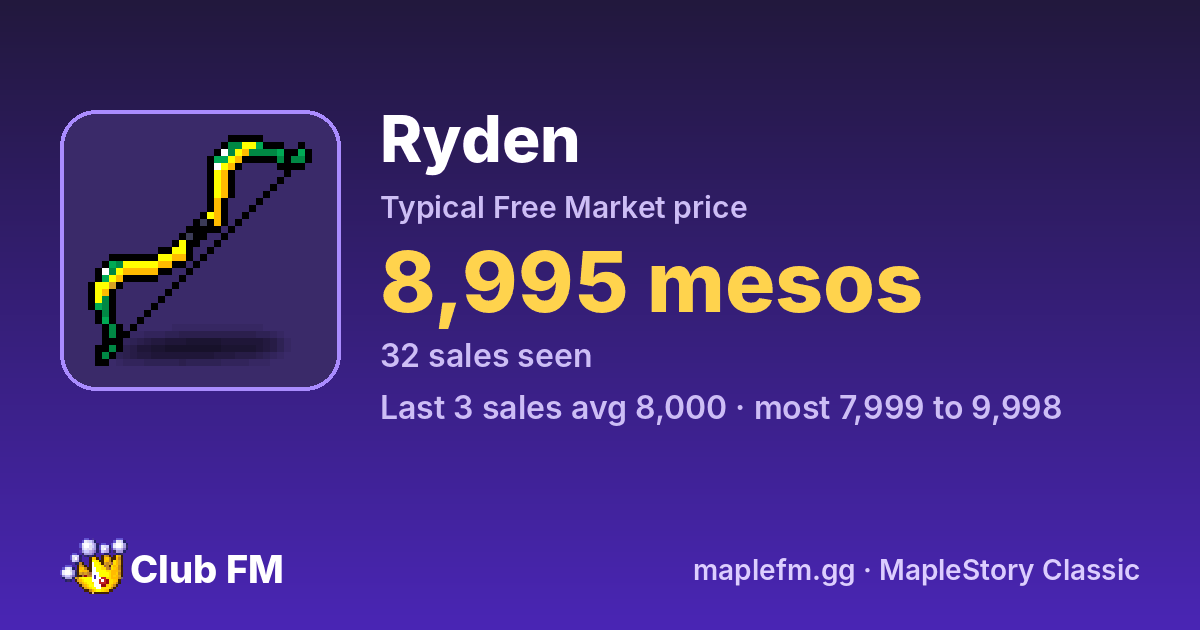 Ryden
Typical Free Market price
8,995 mesos
32 sales seen
Last 3 sales avg 8,000 · most 7,999 to 9,998
Club FM
maplefm.gg · MapleStory Classic